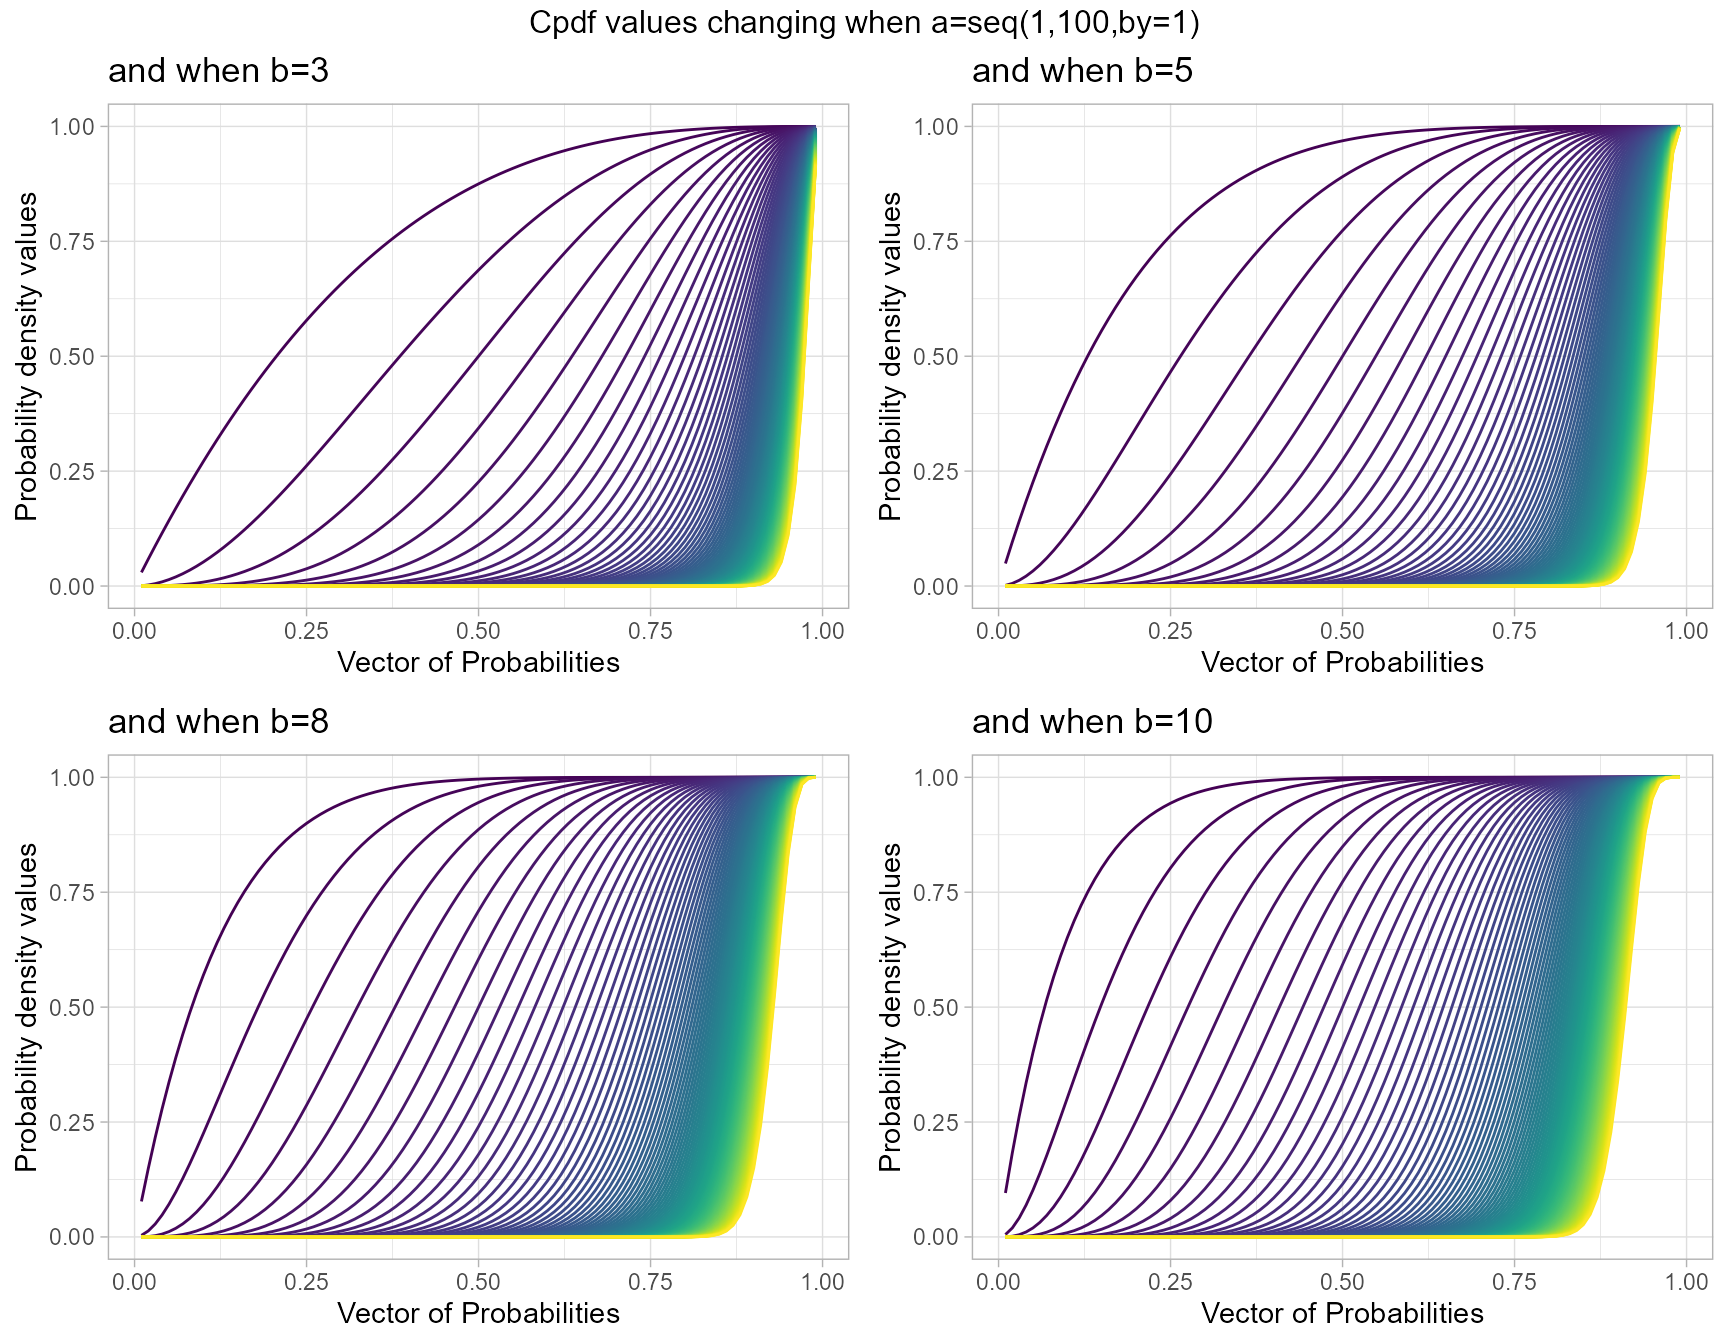 Cpdf values changing when a=seq(1,100,by=1)
and when b=3
Probability density values
1.00
0.75
0.50
0.25
0.00
0.00 0.25 0.50 0.75 1.00
Vector of Probabilities
and when b=5
Probability density values
1.00
0.75
0.50
0.25
0.00
0.00 0.25 0.50 0.75 1.00
Vector of Probabilities
and when b=8
Probability density values
1.00
0.75
0.50
0.25
0.00
0.00 0.25 0.50 0.75 1.00
Vector of Probabilities
and when b=10
Probability density values
1.00
0.75
0.50
0.25
0.00
0.00 0.25 0.50 0.75 1.00
Vector of Probabilities